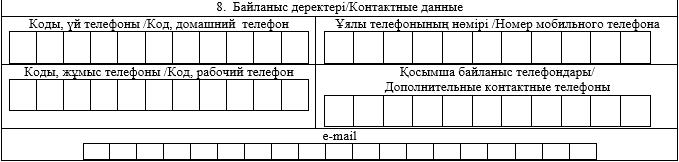 8. Байланыс деректері/Контактные данные
Коды, үй телефоны /Код, домашний телефон
Ұялы телефонының нөмірі /Номер мобильного телефона
Коды, жұмыс телефоны /Код, рабочий телефон
Қосымша байланыс телефондары/
Дополнительные контактные телефоны
e-mail